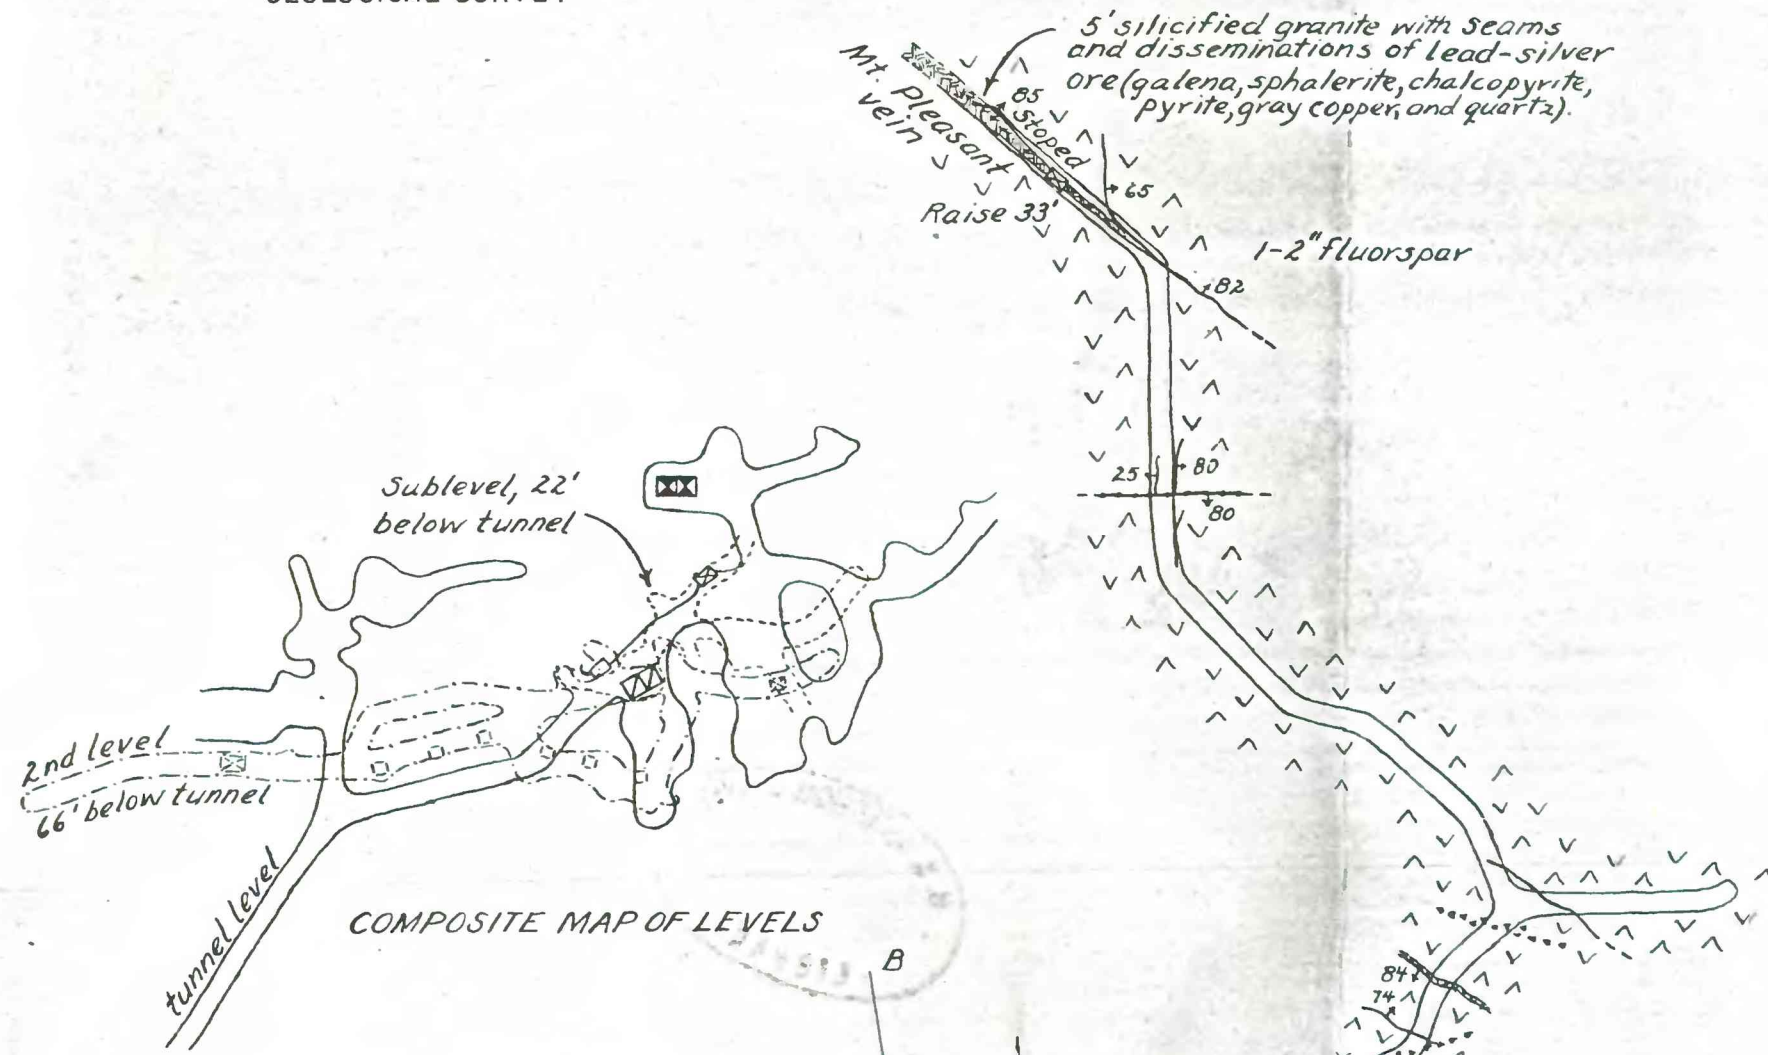 5' silicified granite with seams
and disseminations of lead-silver
ore (galena, sphalerite, chalcopyrite,
pyrite, gray copper, and quartz).
Mt. Pleasant
vein
85
Stoped
65
Raise 33'
1-2" fluorspar
82
25
80
80
Sublevel, 22'
below tunnel
2nd level
66' below tunnel
tunnel level
COMPOSITE MAP OF LEVELS
B
84
74